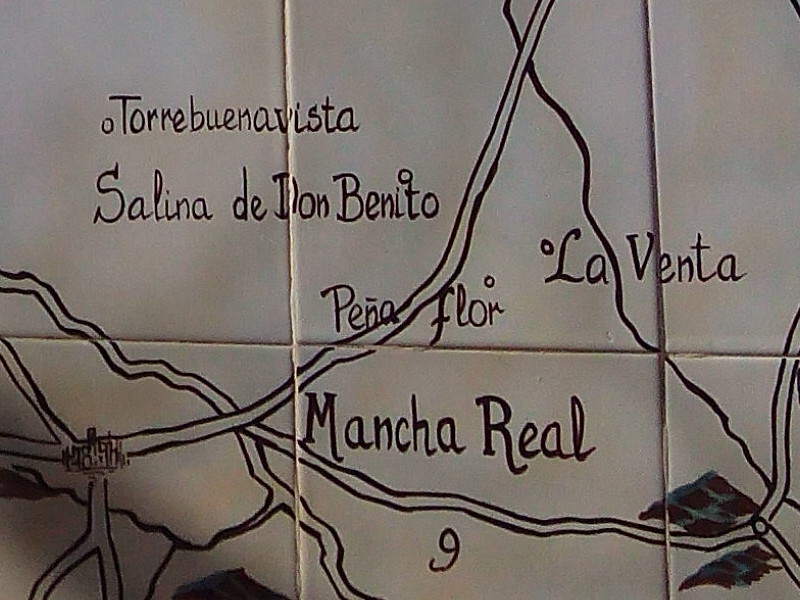 Torrebuenavista
Salina de Don Benito
La Venta
Peña flor
Mancha Real
9